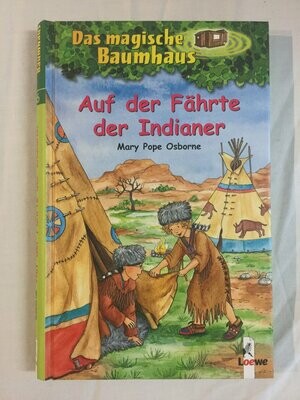 Das magische
Baumhaus
Auf der Fährte
der Indianer
Mary Pope Osborne
Loewe